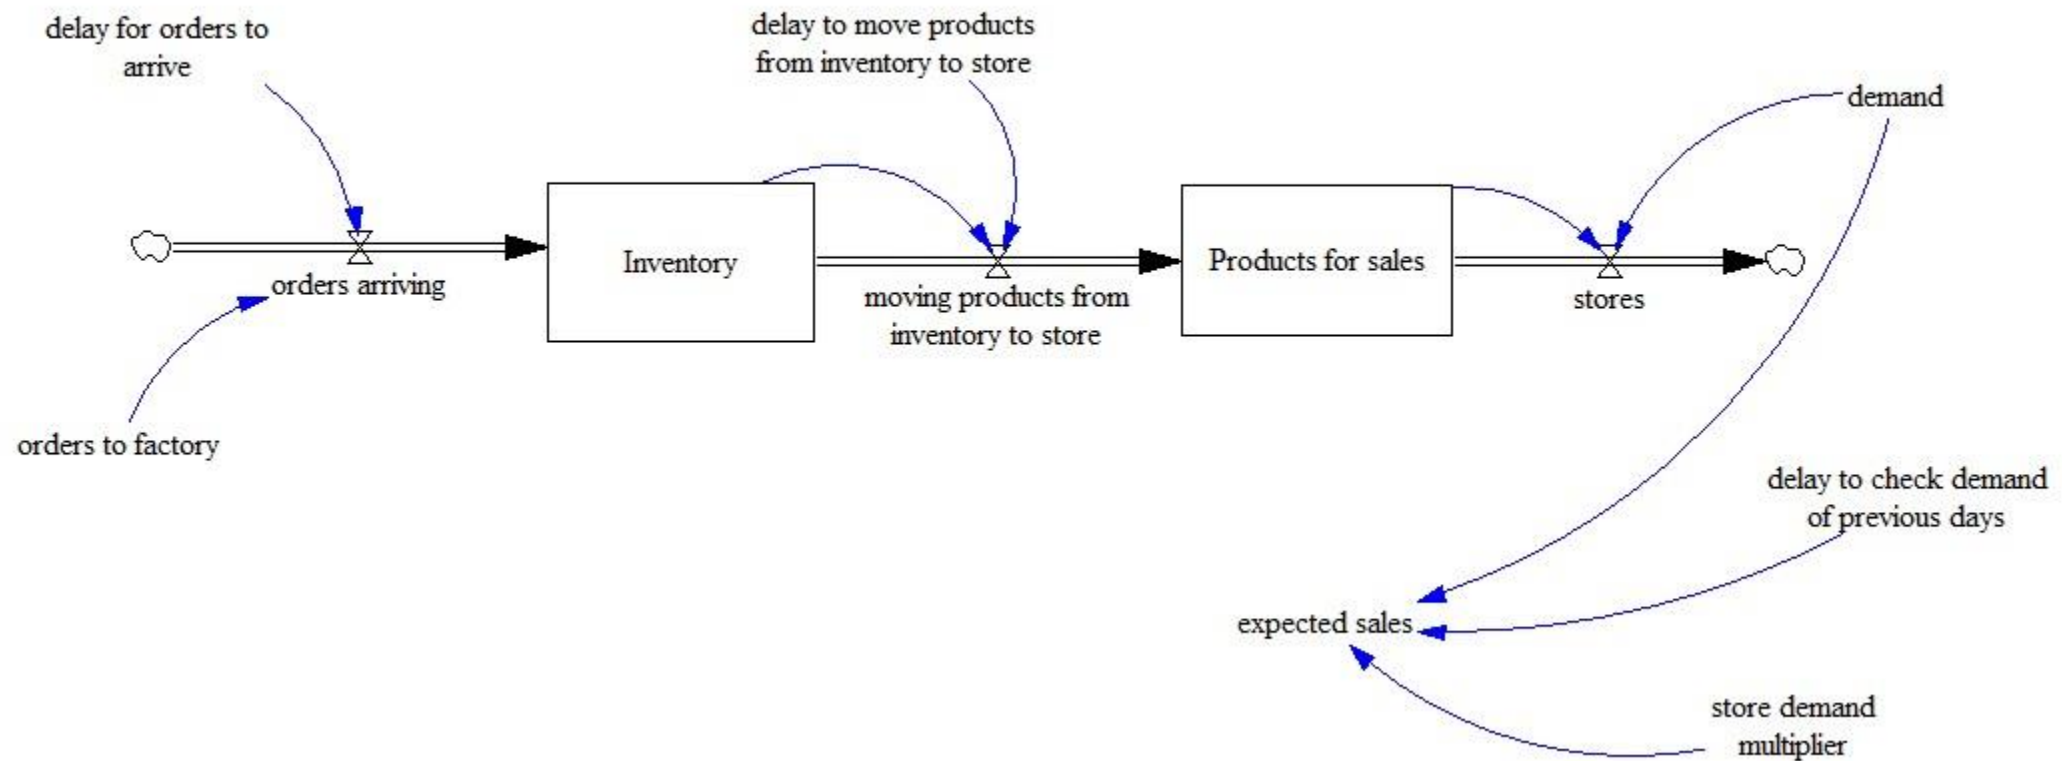 delay for orders to
arrive
delay to move products
from inventory to store
demand
Inventory
Products for sales
orders arriving
moving products from
inventory to store
stores
orders to factory
delay to check demand
of previous days
expected sales
store demand
multiplier